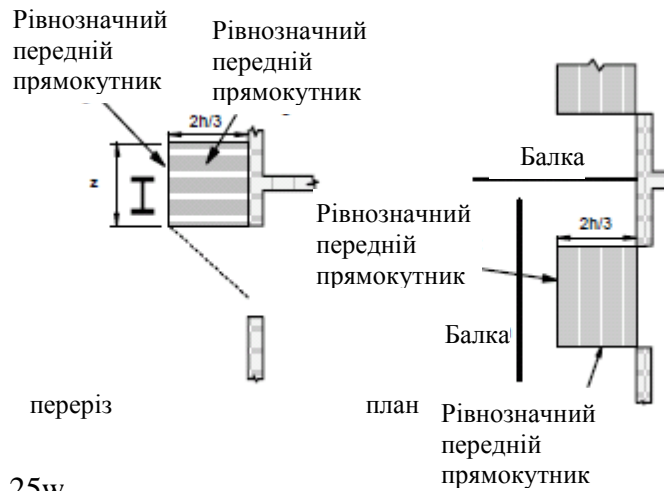 Рівнозначний
передній
прямокутник
Рівнозначний
передній
прямокутник
2h/3
z
Балка
Рівнозначний
передній
прямокутник
2h/3
Балка
переріз
план
Рівнозначний
передній
прямокутник
25w